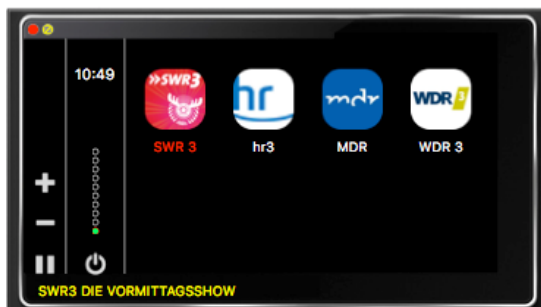 10:49
»SWR3
hr
mdr
WDR 3
SWR 3
hr3
MDR
WDR 3
SWR3 DIE VORMITTAGSSHOW